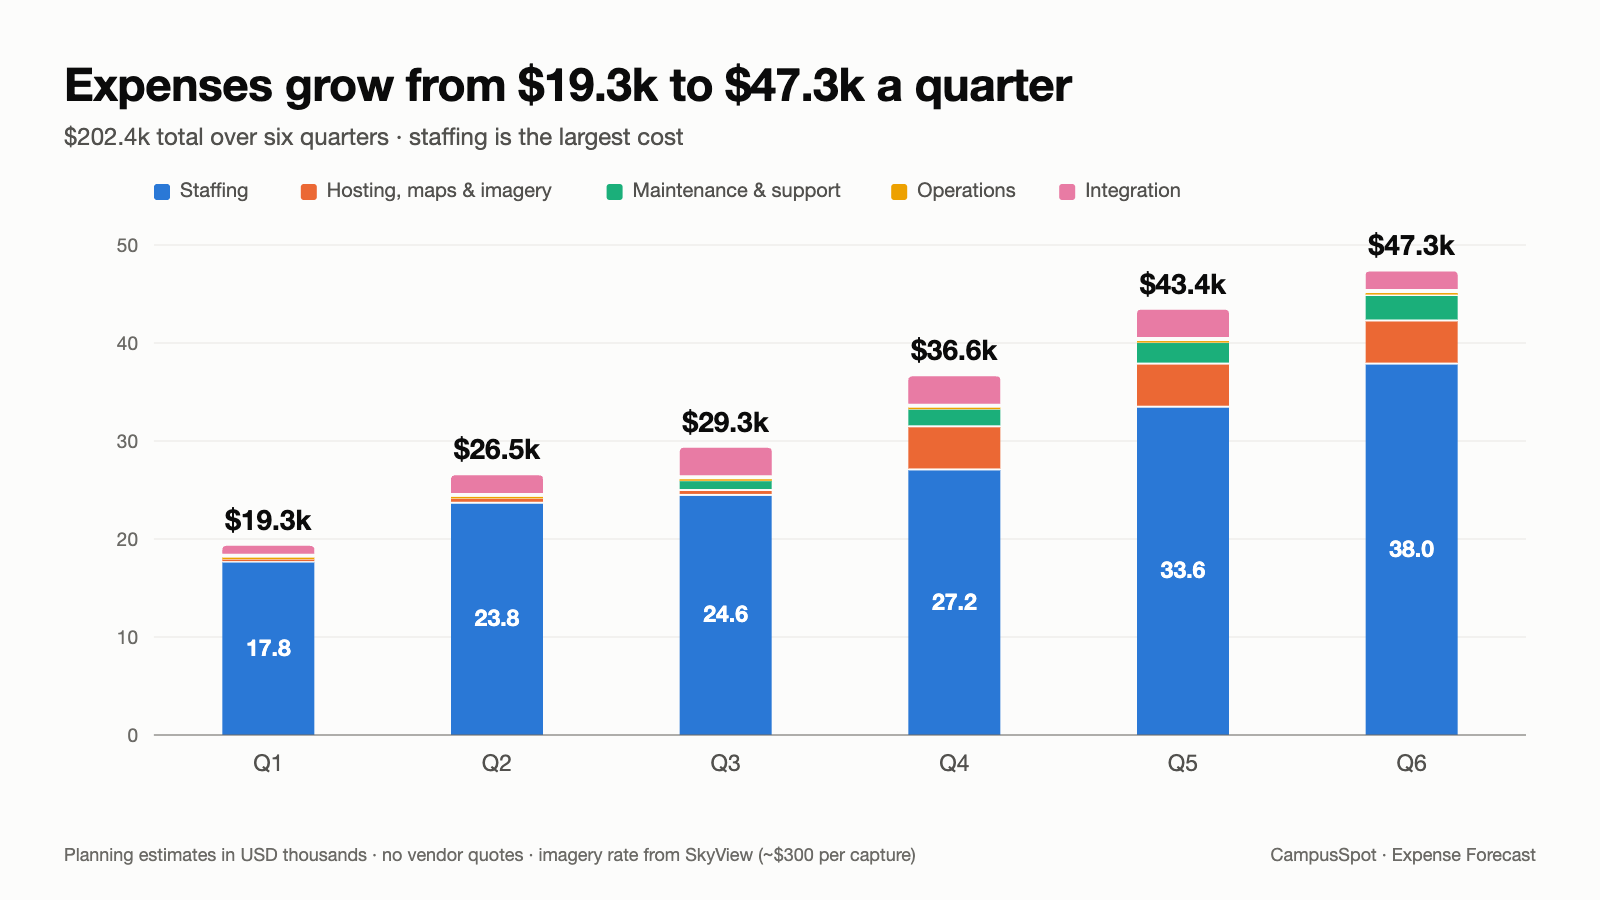 Expenses grow from $19.3k to $47.3k a quarter
$202.4k total over six quarters · staffing is the largest cost
Staffing
Hosting, maps & imagery
Maintenance & support
Operations
Integration
50
40
30
20
10
0
$19.3k
$26.5k
$29.3k
$36.6k
$43.4k
$47.3k
17.8
23.8
24.6
27.2
33.6
38.0
Q1
Q2
Q3
Q4
Q5
Q6
Planning estimates in USD thousands · no vendor quotes · imagery rate from SkyView (~$300 per capture)
CampusSpot · Expense Forecast